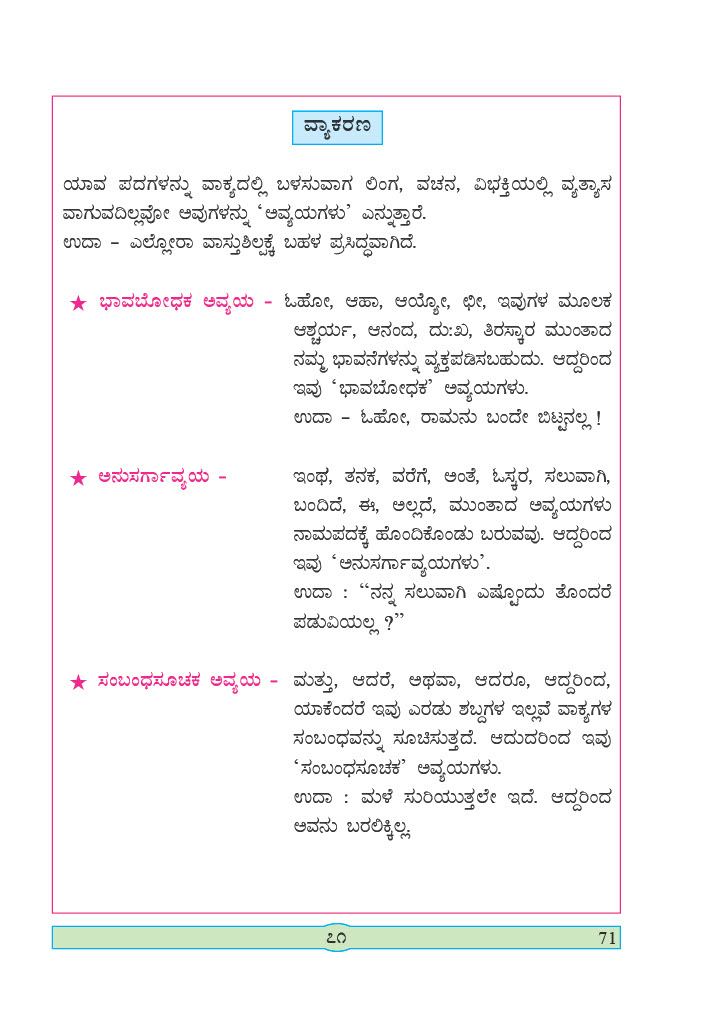 ವ್ಯಾಕರಣ
ಯಾವ ಪದಗಳನ್ನು ವಾಕ್ಯದಲ್ಲಿ ಬಳಸುವಾಗ ಲಿಂಗ, ವಚನ, ವಿಭಕ್ತಿಯಲ್ಲಿ ವ್ಯತ್ಯಾಸ
ವಾಗುವದಿಲ್ಲವೋ ಅವುಗಳನ್ನು ‘ಅವ್ಯಯಗಳು’ ಎನ್ನುತ್ತಾರೆ.
ಉದಾ – ಎಲ್ಲೋರಾ ವಾಸ್ತುಶಿಲ್ಪಕ್ಕೆ ಬಹಳ ಪ್ರಸಿದ್ಧವಾಗಿದೆ.
★ ಭಾವಬೋಧಕ ಅವ್ಯಯ – ಓಹೋ, ಆಹಾ, ಆಯ್ಯೋ, ಛೀ, ಇವುಗಳ ಮೂಲಕ
ಆಶ್ಚರ್ಯ, ಆನಂದ, ದು:ಖ, ತಿರಸ್ಕಾರ ಮುಂತಾದ
ನಮ್ಮ ಭಾವನೆಗಳನ್ನು ವ್ಯಕ್ತಪಡಿಸಬಹುದು. ಆದ್ದರಿಂದ
ಇವು ‘ಭಾವಬೋಧಕ’ ಅವ್ಯಯಗಳು.
ಉದಾ – ಓಹೋ, ರಾಮನು ಬಂದೇ ಬಿಟ್ಟನಲ್ಲ !
★ ಅನುಸರ್ಗಾವ್ಯಯ – ಇಂಥ, ತನಕ, ವರೆಗೆ, ಅಂತೆ, ಓಸ್ಕರ, ಸಲುವಾಗಿ,
ಬಂದಿದೆ, ಈ, ಅಲ್ಲದೆ, ಮುಂತಾದ ಅವ್ಯಯಗಳು
ನಾಮಪದಕ್ಕೆ ಹೊಂದಿಕೊಂಡು ಬರುವವು. ಆದ್ದರಿಂದ
ಇವು ‘ಅನುಸರ್ಗಾವ್ಯಯಗಳು’.
ಉದಾ : “ನನ್ನ ಸಲುವಾಗಿ ಎಷ್ಟೊಂದು ತೊಂದರೆ
ಪಡುವಿಯಲ್ಲ ?”
★ ಸಂಬಂಧಸೂಚಕ ಅವ್ಯಯ – ಮತ್ತು, ಆದರೆ, ಅಥವಾ, ಆದರೂ, ಆದ್ದರಿಂದ,
ಯಾಕೆಂದರೆ ಇವು ಎರಡು ಶಬ್ದಗಳ ಇಲ್ಲವೆ ವಾಕ್ಯಗಳ
ಸಂಬಂಧವನ್ನು ಸೂಚಿಸುತ್ತದೆ. ಆದುದರಿಂದ ಇವು
‘ಸಂಬಂಧಸೂಚಕ’ ಅವ್ಯಯಗಳು.
ಉದಾ : ಮಳೆ ಸುರಿಯುತ್ತಲೇ ಇದೆ. ಆದ್ದರಿಂದ
ಅವನು ಬರಲಿಕ್ಕಿಲ್ಲ.
೭೧ 71